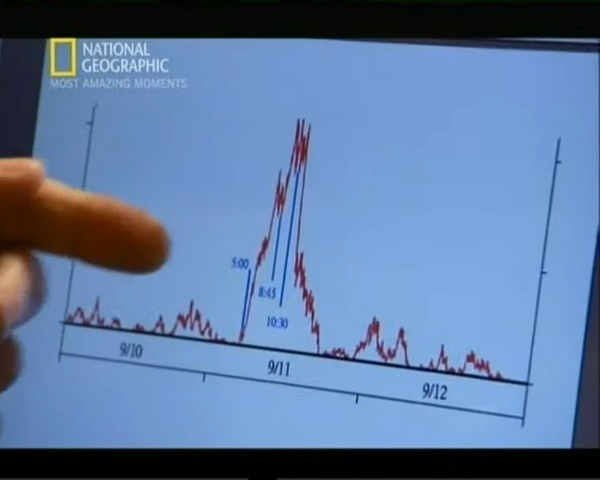 NATIONAL
GEOGRAPHIC
MOST AMAZING MOMENTS
5:00
8:45
10:30
9/10
9/11
9/12